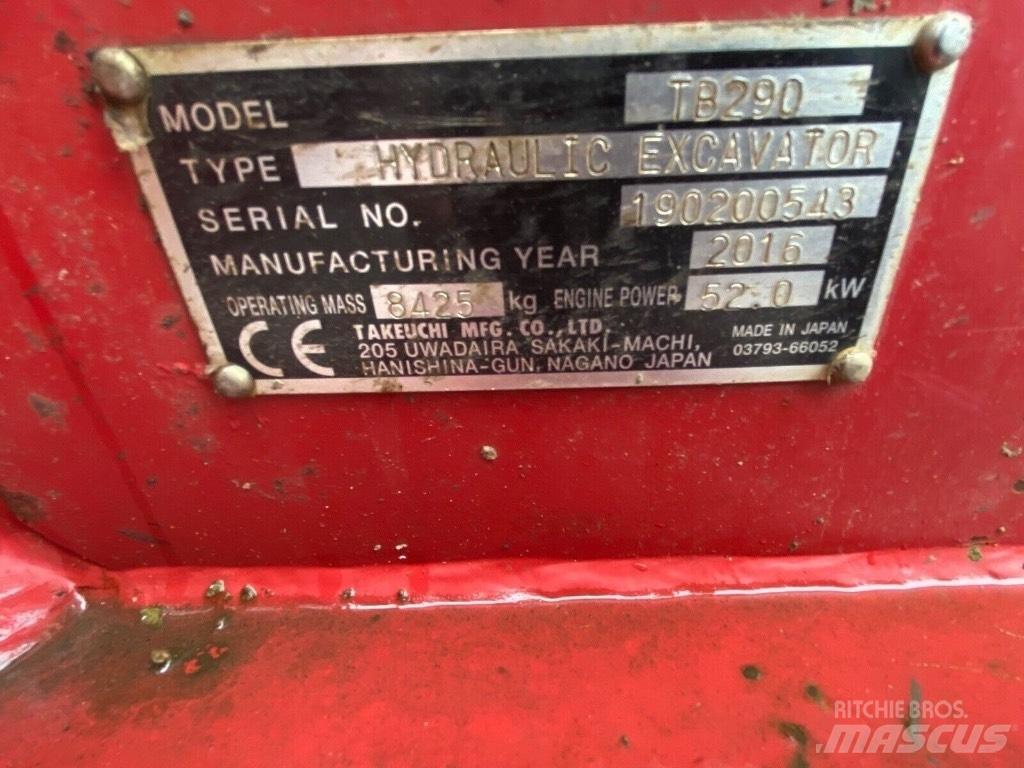 MODEL TB290
TYPE HYDRAULIC EXCAVATOR
SERIAL NO. 190200543
MANUFACTURING YEAR 2016
OPERATING MASS 8425 kg ENGINE POWER 52.0 kW
CE TAKEUCHI MFG. CO., LTD.
205 UWADAIRA SAKAKI-MACHI,
HANISHINA-GUN, NAGANO JAPAN
MADE IN JAPAN
03793-66052
RITCHIE BROS.
MASCUS